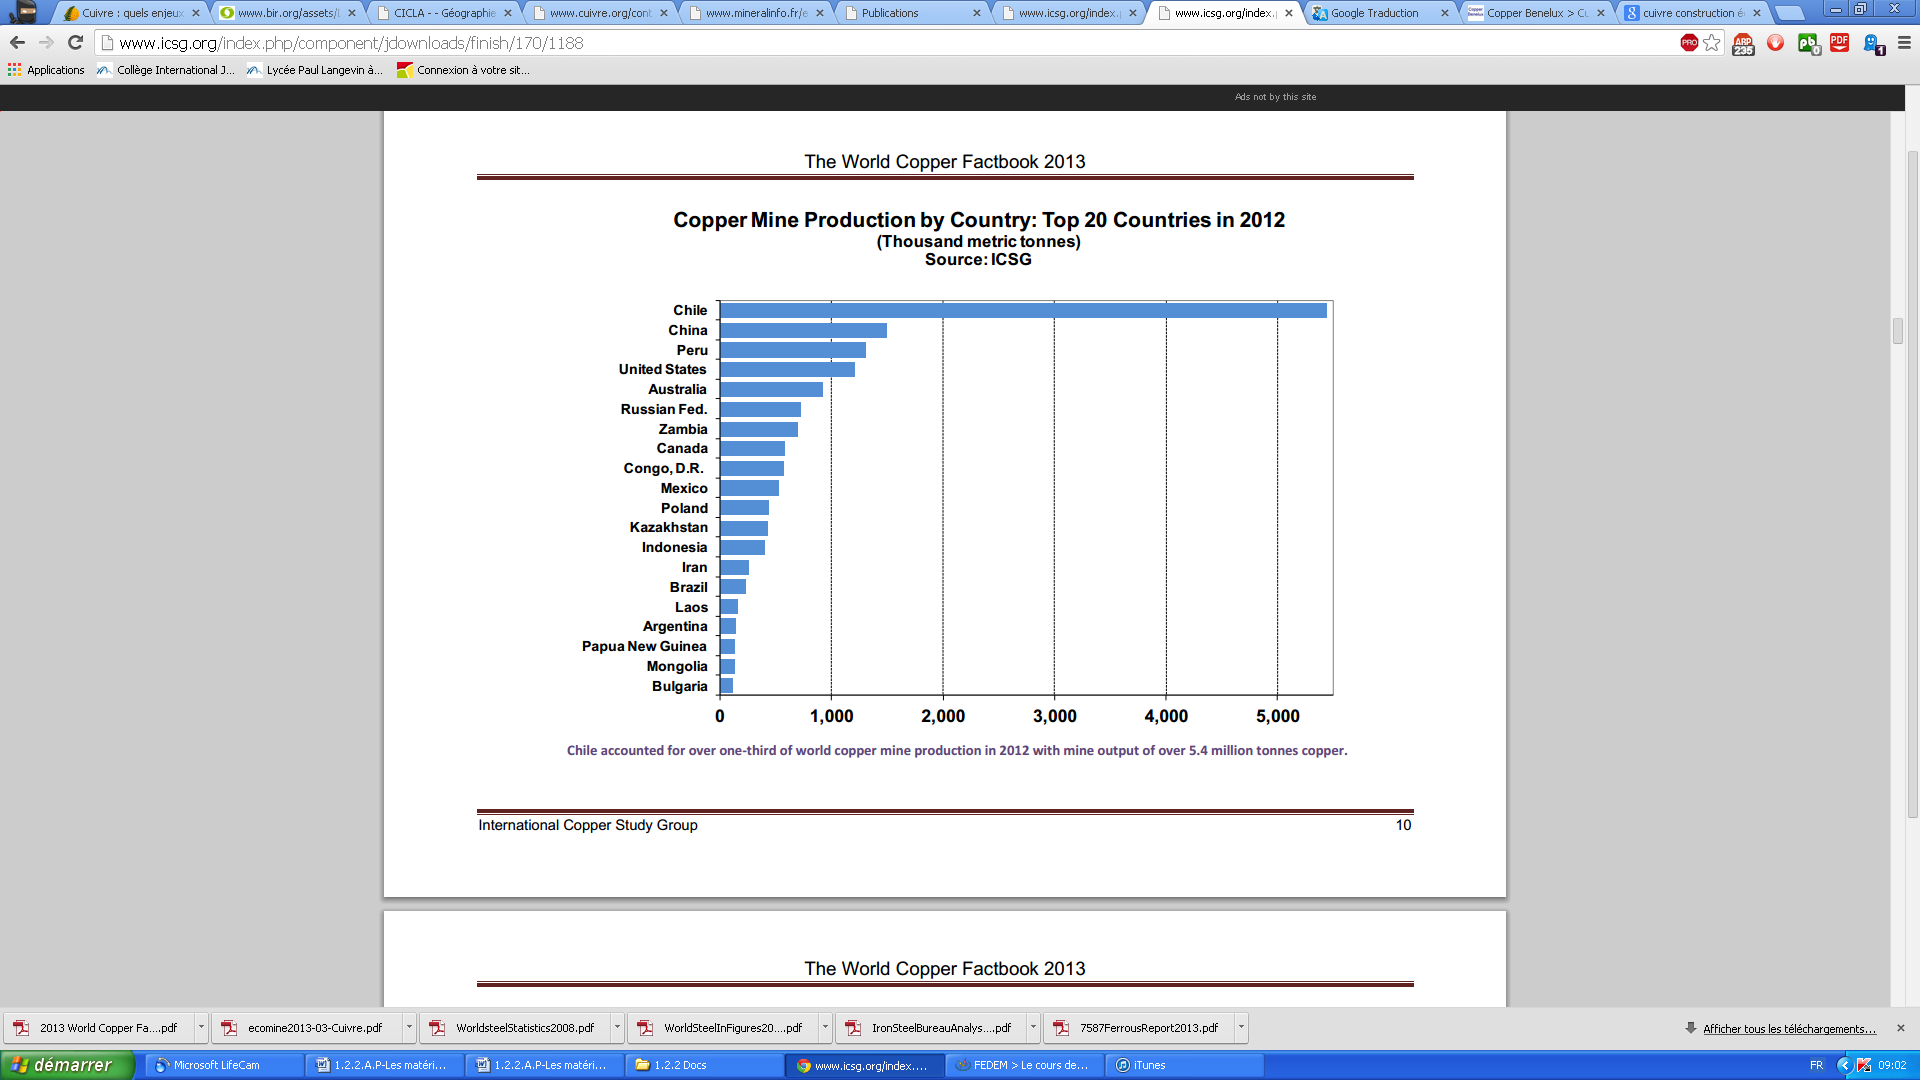 Cuivre : quels enjeux
www.bir.org/assets/
CICLA - - Géographie
www.cuivre.org/cont
www.mineralinfo.fr/e
Publications
www.icsg.org/index.
www.icsg.org/index.
Google Traduction
Copper Benelux > Cu
cuivre construction é
www.icsg.org/index.php/component/jdownloads/finish/170/1188
PRO
ABP
235
pb
0
PDF
1
Applications
Collège International J...
Lycée Paul Langevin à...
Connexion à votre sit...
Ads not by this site
The World Copper Factbook 2013
Copper Mine Production by Country: Top 20 Countries in 2012
(Thousand metric tonnes)
Source: ICSG
Chile
China
Peru
United States
Australia
Russian Fed.
Zambia
Canada
Congo, D.R.
Mexico
Poland
Kazakhstan
Indonesia
Iran
Brazil
Laos
Argentina
Papua New Guinea
Mongolia
Bulgaria
0 1,000 2,000 3,000 4,000 5,000
Chile accounted for over one-third of world copper mine production in 2012 with mine output of over 5.4 million tonnes copper.
International Copper Study Group 10
The World Copper Factbook 2013
2013 World Copper Fa....pdf
ecomine2013-03-Cuivre.pdf
WorldsteelStatistics2008.pdf
WorldSteelInFigures20....pdf
IronSteelBureauAnalys....pdf
7587FerrousReport2013.pdf
Afficher tous les téléchargements...
démarrer
Microsoft LifeCam
1.2.2.A.P-Les matéri...
1.2.2.A.P-Les matéri...
1.2.2 Docs
www.icsg.org/index....
FEDEM > Le cours de...
iTunes
FR
09:02